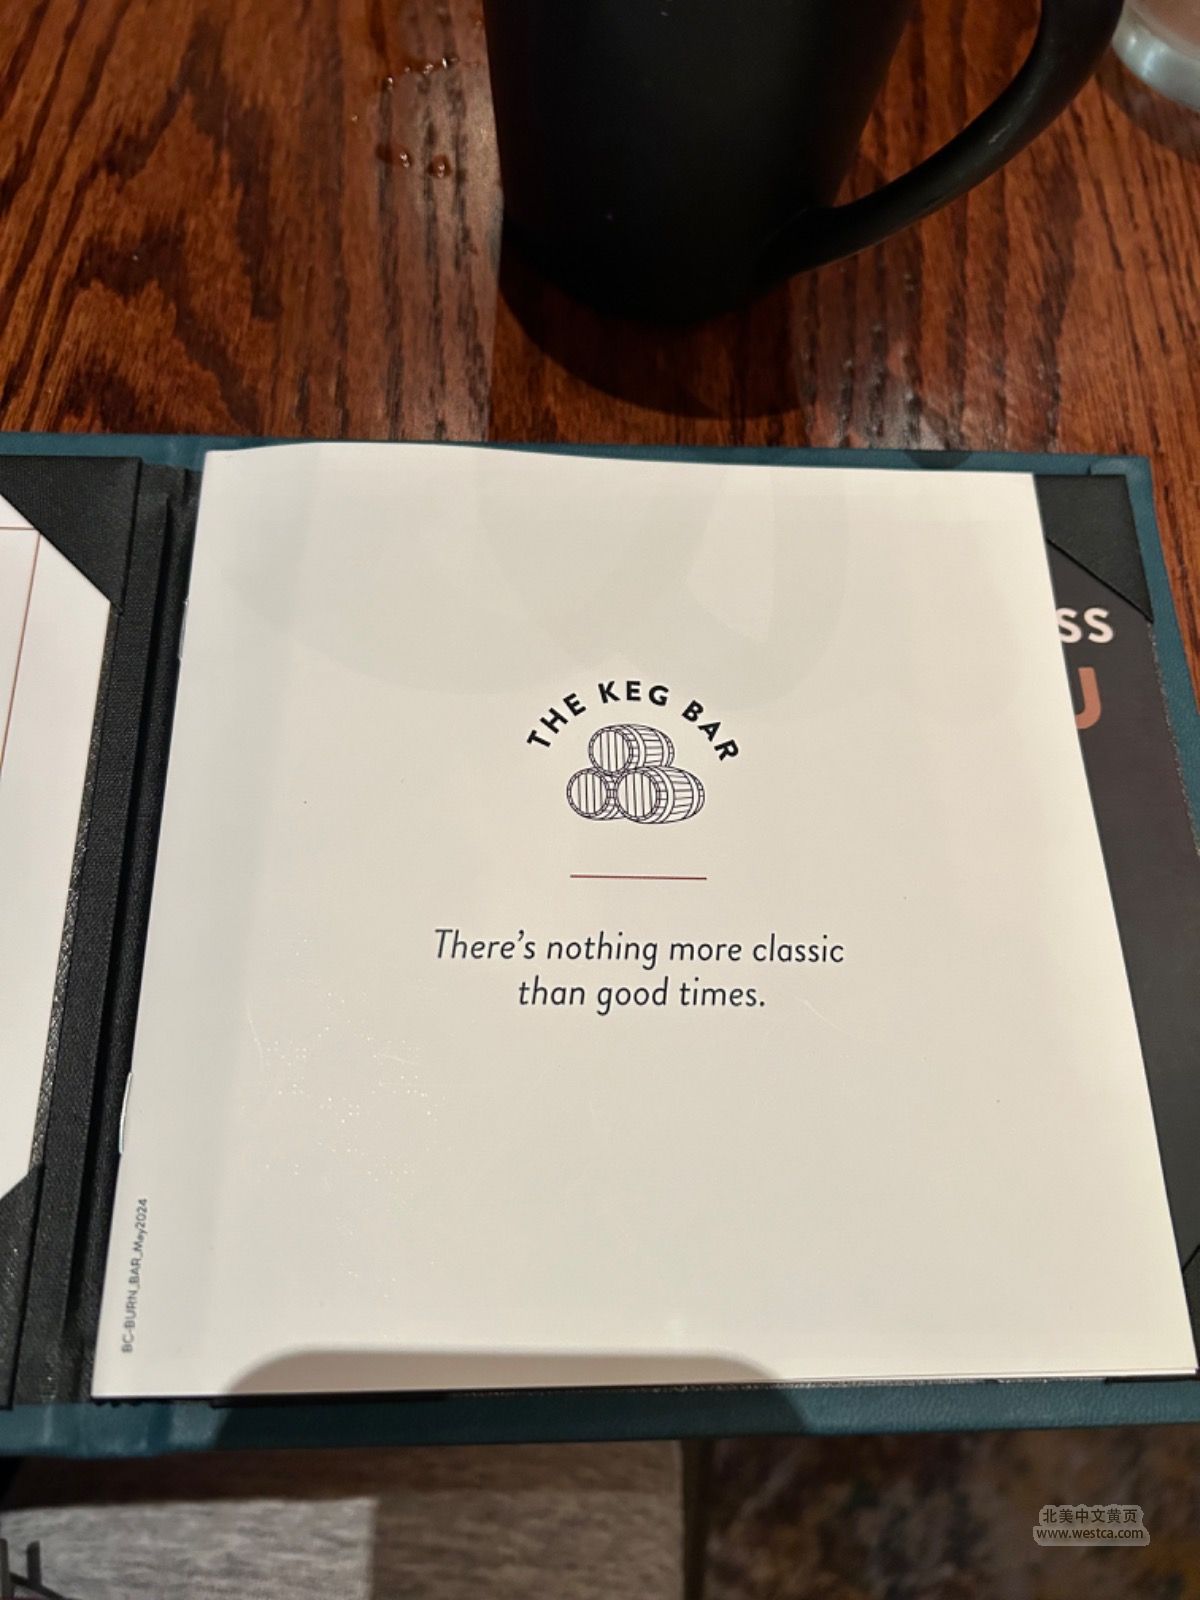 THE KEG BAR
There's nothing more classic
than good times.
SS
U
BC-BURN_BAR_May2024
北美中文黄页
www.westca.com